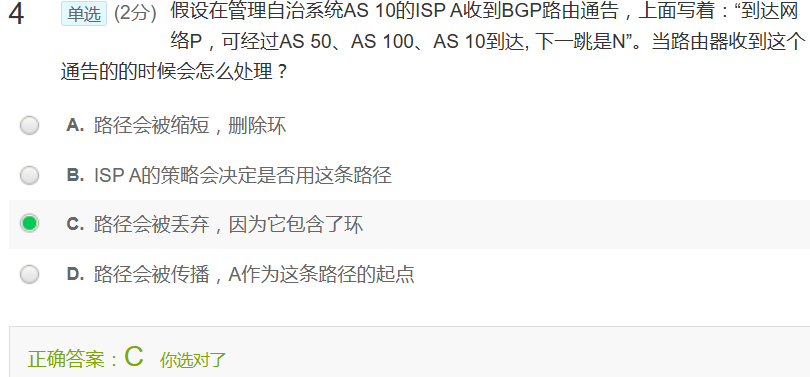 4 单选 (2分) 假设在管理自治系统AS 10的ISP A收到BGP路由通告，上面写着：“到达网
络P，可经过AS 50、AS 100、AS 10到达, 下一跳是N”。当路由器收到这个
通告的的时候会怎么处理？
A. 路径会被缩短，删除环
B. ISP A的策略会决定是否用这条路径
C. 路径会被丢弃，因为它包含了环
D. 路径会被传播，A作为这条路径的起点
正确答案：C 你选对了